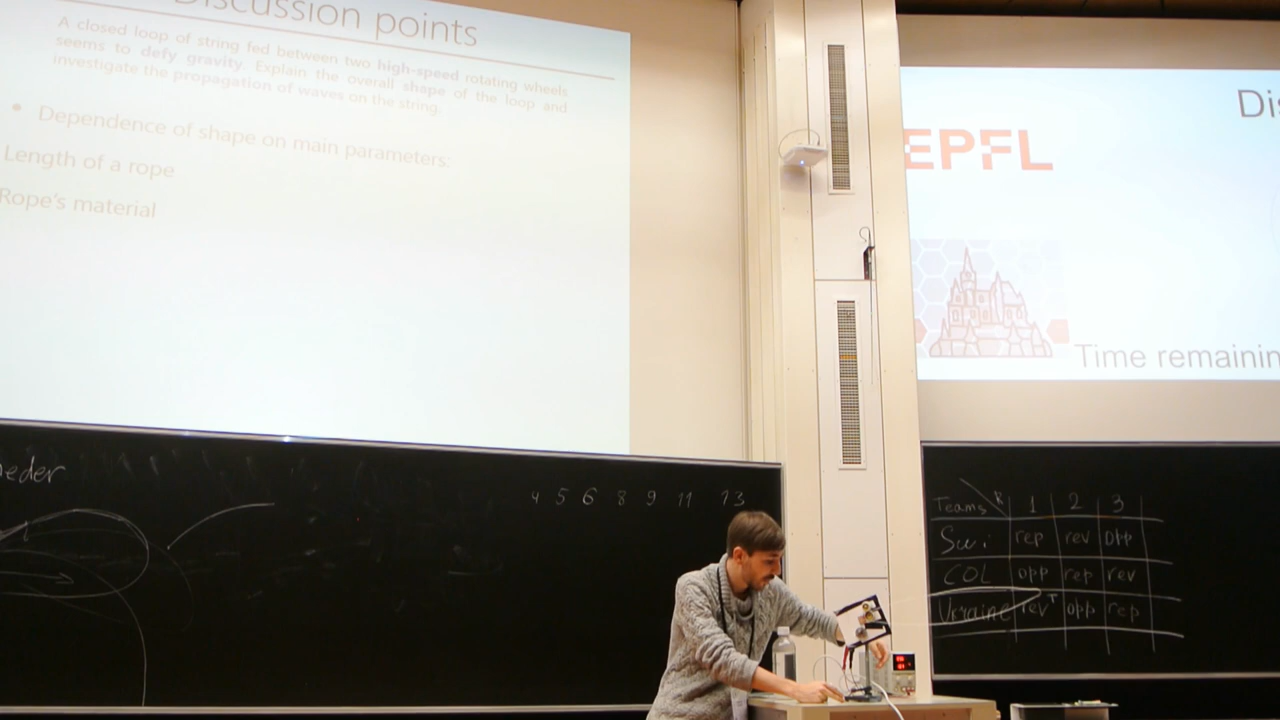 Discussion points
A closed loop of string fed between two high-speed rotating wheels
seems to defy gravity. Explain the overall shape of the loop and
investigate the propagation of waves on the string.
• Dependence of shape on main parameters:
Length of a rope
Rope's material
EPFL
Time remainin
4 5 6 8 9 11 13
Teams R 1 2 3
Swi rep rev opp
COL opp rep rev
Ukraine rev T opp rep